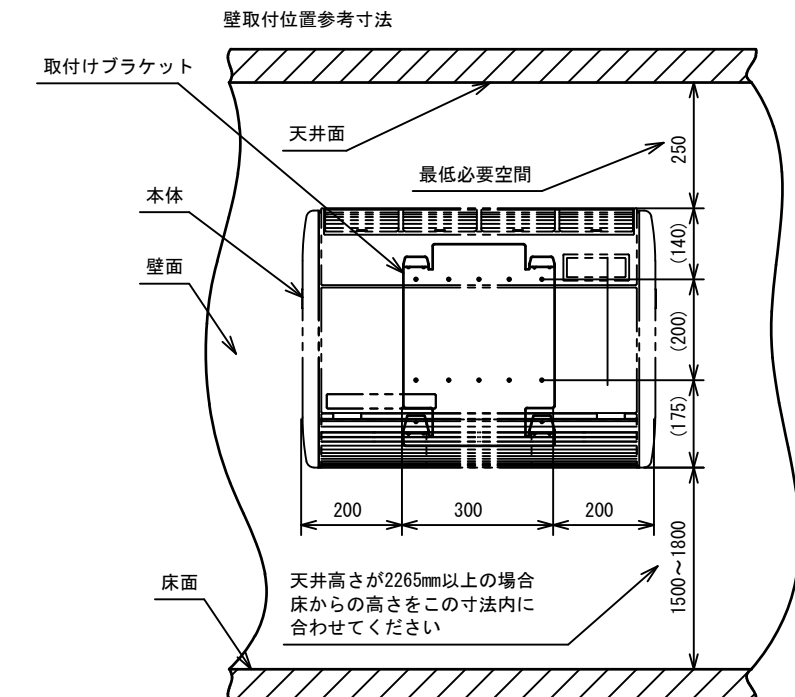 壁取付位置参考寸法
取付けブラケット
天井面
250
最低必要空間
本体
(140)
壁面
(200)
(175)
200
300
200
1500～1800
床面
天井高さが2265㎜以上の場合
床からの高さをこの寸法内に
合わせてください